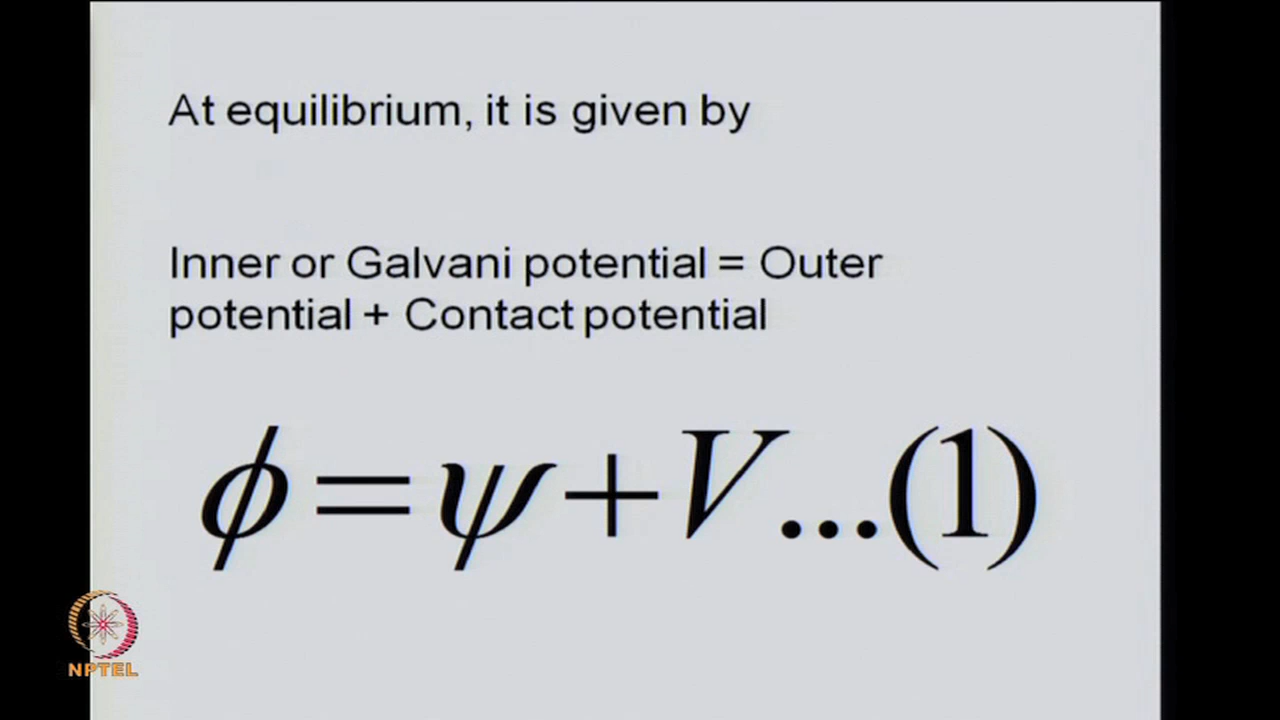 At equilibrium, it is given by
Inner or Galvani potential = Outer
potential + Contact potential
ϕ=ψ+V...(1)
NPTEL